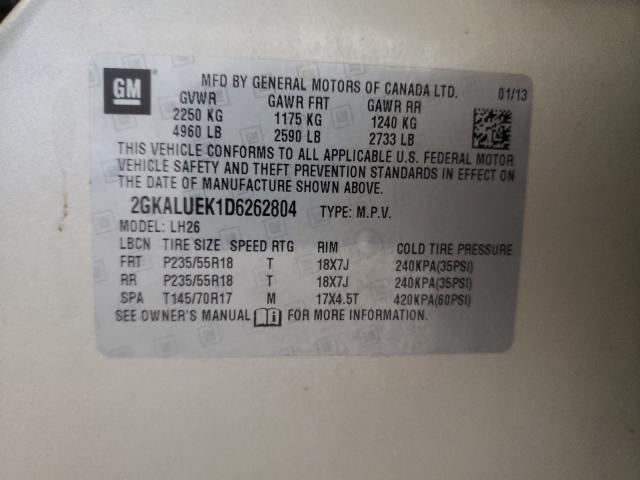 GM
MFD BY GENERAL MOTORS OF CANADA LTD. 01/13
GVWR GAWR FRT GAWR RR
2250 KG 1175 KG 1240 KG
4960 LB 2590 LB 2733 LB
THIS VEHICLE CONFORMS TO ALL APPLICABLE U.S. FEDERAL MOTOR
VEHICLE SAFETY AND THEFT PREVENTION STANDARDS IN EFFECT ON
THE DATE OF MANUFACTURE SHOWN ABOVE.
2GKALUEK1D6262804 TYPE: M.P.V.
MODEL: LH26
LBCN TIRE SIZE SPEED RTG RIM COLD TIRE PRESSURE
FRT P235/55R18 T 18X7J 240KPA(35PSI)
RR P235/55R18 T 18X7J 240KPA(35PSI)
SPA T145/70R17 M 17X4.5T 420KPA(60PSI)
SEE OWNER'S MANUAL FOR MORE INFORMATION.